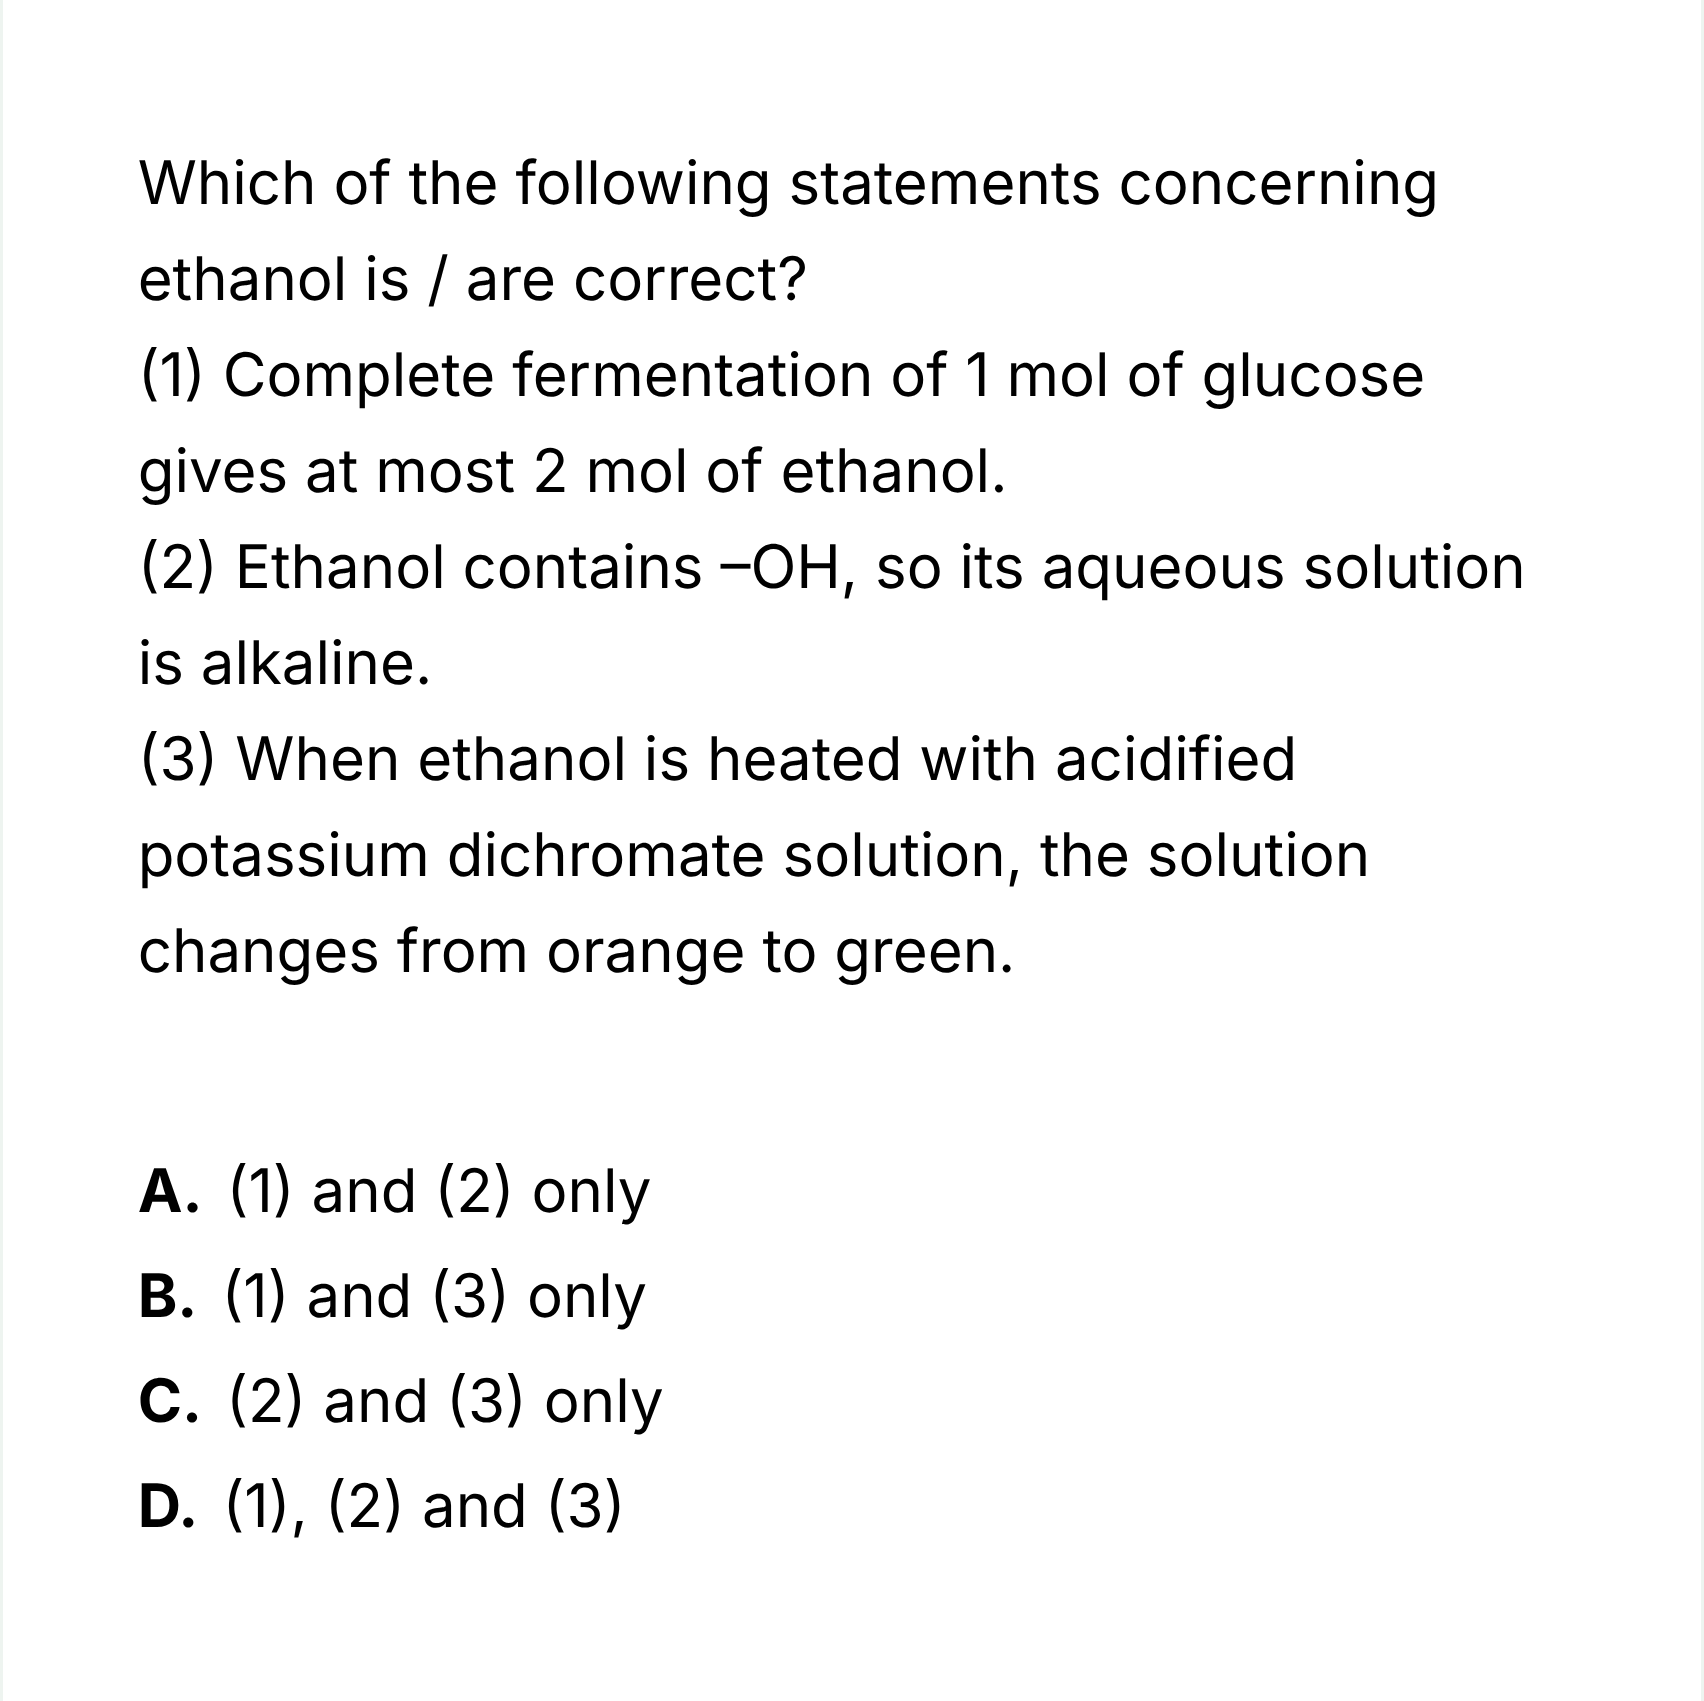 Which of the following statements concerning
ethanol is / are correct?
(1) Complete fermentation of 1 mol of glucose
gives at most 2 mol of ethanol.
(2) Ethanol contains –OH, so its aqueous solution
is alkaline.
(3) When ethanol is heated with acidified
potassium dichromate solution, the solution
changes from orange to green.
A. (1) and (2) only
B. (1) and (3) only
C. (2) and (3) only
D. (1), (2) and (3)